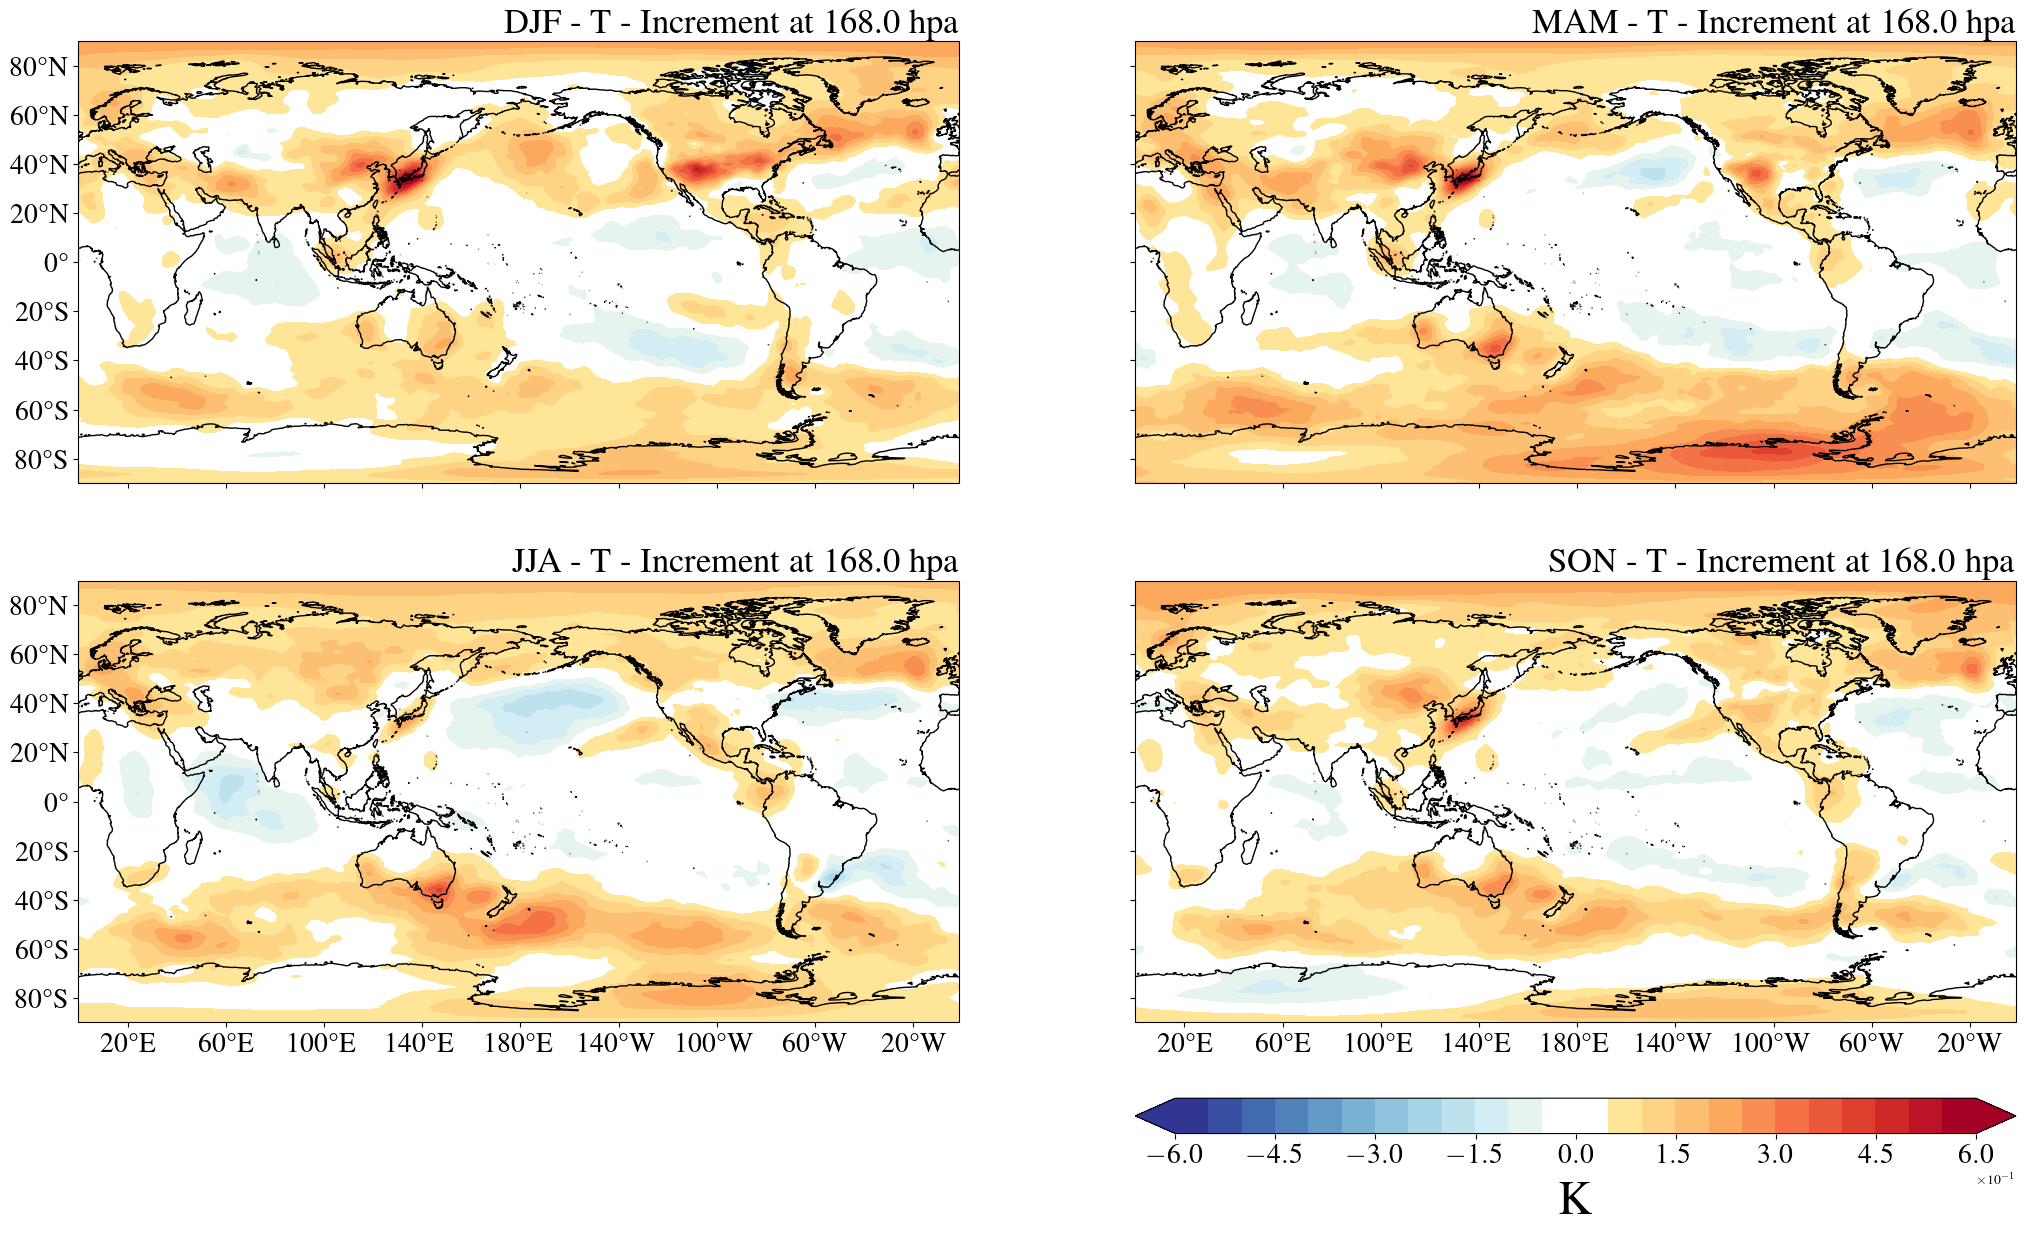 DJF - T - Increment at 168.0 hpa
MAM - T - Increment at 168.0 hpa
80°N
60°N
40°N
20°N
0°
20°S
40°S
60°S
80°S
JJA - T - Increment at 168.0 hpa
SON - T - Increment at 168.0 hpa
80°N
60°N
40°N
20°N
0°
20°S
40°S
60°S
80°S
20°E 60°E 100°E 140°E 180°E 140°W 100°W 60°W 20°W
20°E 60°E 100°E 140°E 180°E 140°W 100°W 60°W 20°W
−6.0 −4.5 −3.0 −1.5 0.0 1.5 3.0 4.5 6.0
×10⁻¹
K